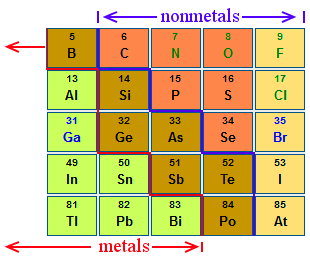 nonmetals
5 6 7 8 9
B C N O F
13 14 15 16 17
Al Si P S Cl
31 32 33 34 35
Ga Ge As Se Br
49 50 51 52 53
In Sn Sb Te I
81 82 83 84 85
Tl Pb Bi Po At
metals